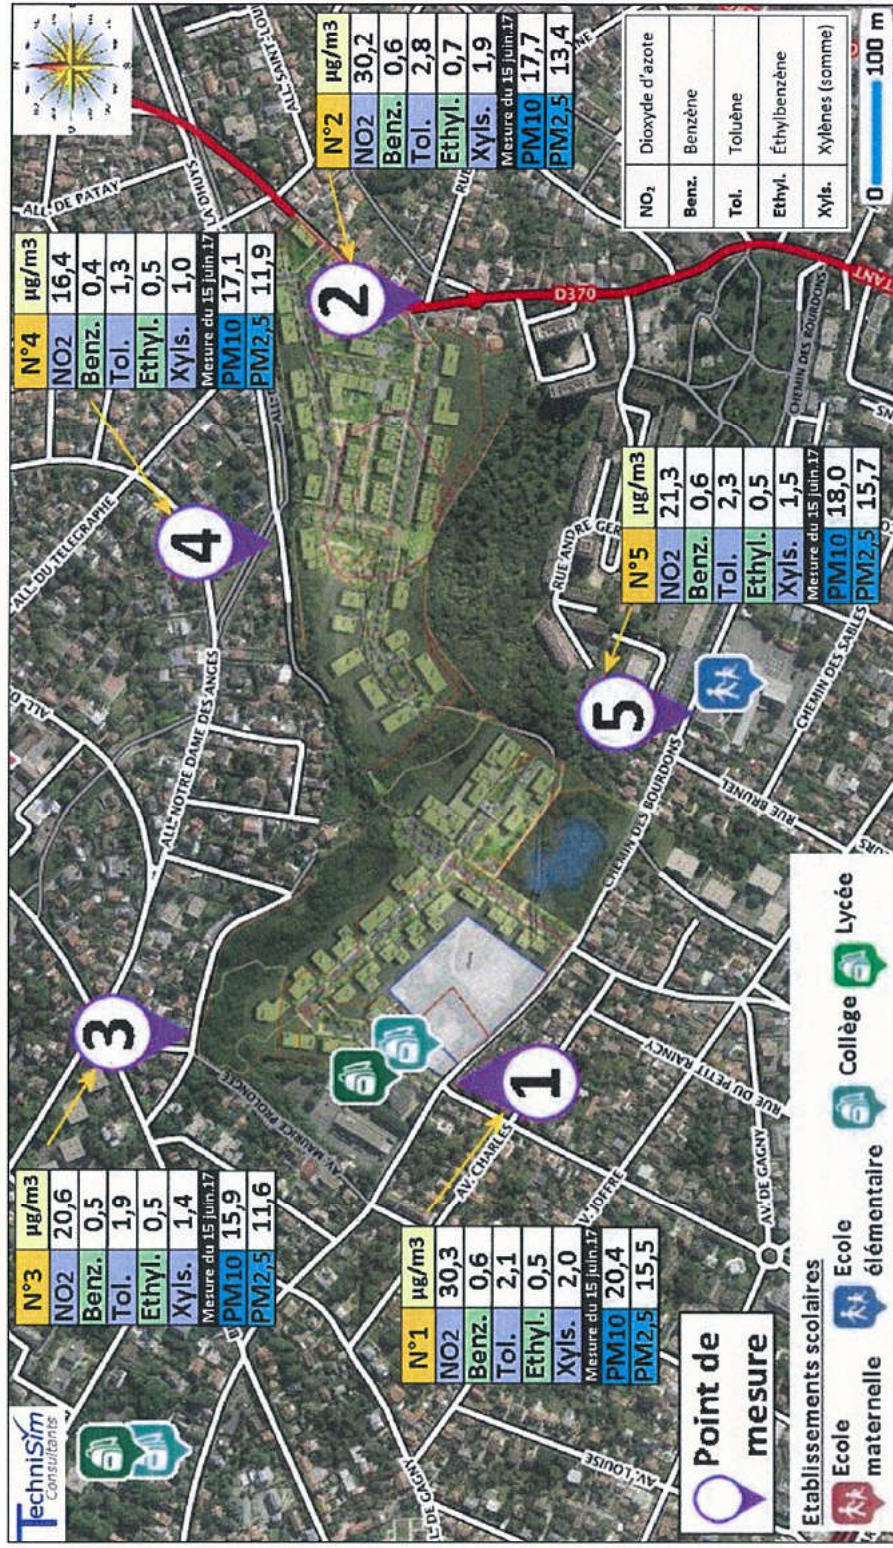 TechniSim
Consultants
N°3 µg/m3
NO2 20,6
Benz. 0,5
Tol. 1,9
Ethyl. 0,5
Xyls. 1,4
Mesure du 15 juin.17
PM10 15,9
PM2,5 11,6
3
N°4 µg/m3
NO2 16,4
Benz. 0,4
Tol. 1,3
Ethyl. 0,5
Xyls. 1,0
Mesure du 15 juin.17
PM10 17,1
PM2,5 11,9
4
N°2 µg/m3
NO2 30,2
Benz. 0,6
Tol. 2,8
Ethyl. 0,7
Xyls. 1,9
Mesure du 15 juin.17
PM10 17,7
PM2,5 13,4
2
N°1 µg/m3
NO2 30,3
Benz. 0,6
Tol. 2,1
Ethyl. 0,5
Xyls. 2,0
Mesure du 15 juin.17
PM10 20,4
PM2,5 15,5
1
N°5 µg/m3
NO2 21,3
Benz. 0,6
Tol. 2,3
Ethyl. 0,5
Xyls. 1,5
Mesure du 15 juin.17
PM10 18,0
PM2,5 15,7
5
ALL. DU TELEGRAPHE
ALL. NOTRE DAME DES ANGES
ALL. DE PATAY
LA DHUYS
ALL. SAINT-LOU
AV. MAURICE PROLONGEE
AV. CHARLES
V. JOFFRE
L. DE GAGNY
AV. LOUISE
AV. DE GAGNY
RUE DU PETIT RAINCY
CHEMIN DES BOURDONS
RUE BRUNEL
RUE ANDRE GER
CHEMIN DES SABLES
CHEMIN DES BOURDONS
D370
TANT
Point de
mesure
Etablissements scolaires
Ecole maternelle
Ecole élémentaire
Collège
Lycée
NO₂ Dioxyde d'azote
Benz. Benzène
Tol. Toluène
Ethyl. Éthylbenzène
Xyls. Xylènes (somme)
0 100 m